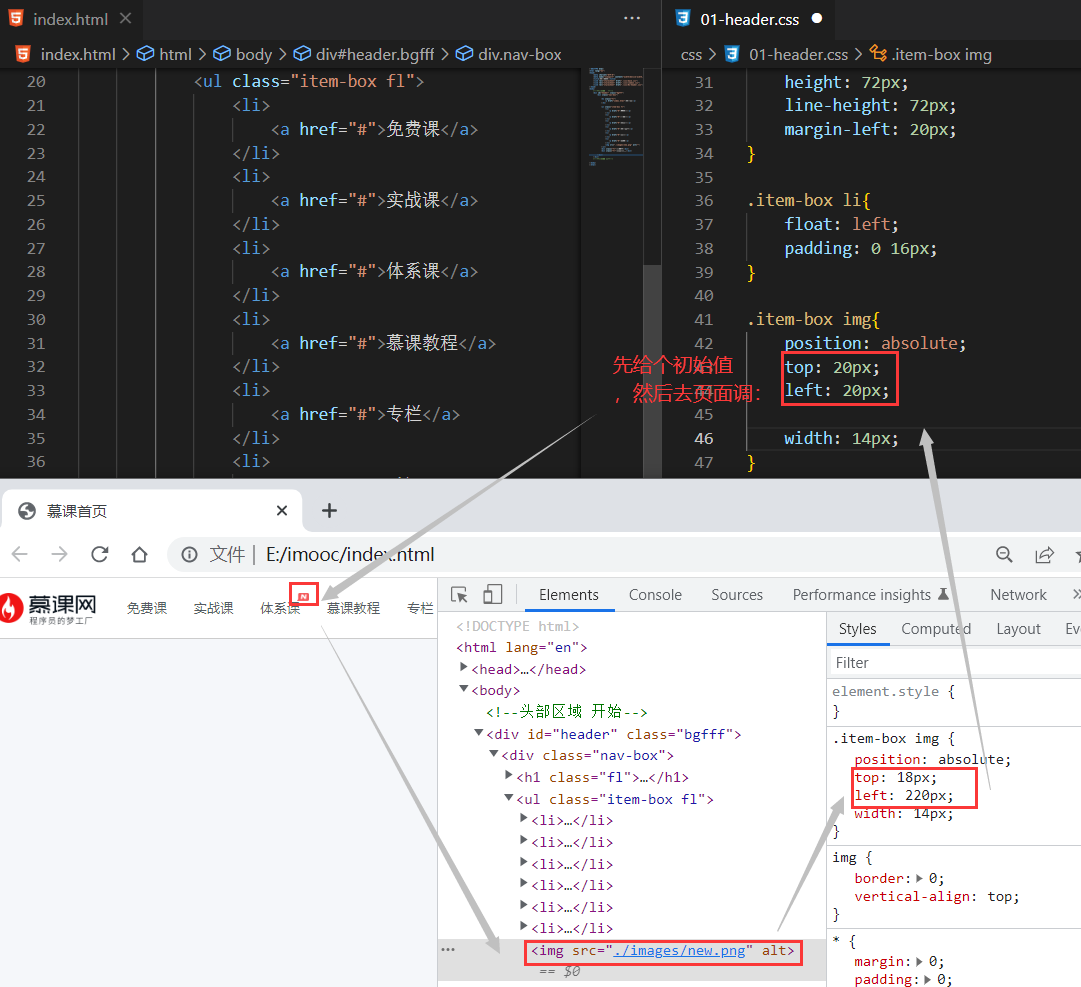 index.html
01-header.css
index.html > html > body > div#header.bgfff > div.nav-box
css > 01-header.css > .item-box img
20 <ul class="item-box fl">
21 <li>
22 <a href="#">免费课</a>
23 </li>
24 <li>
25 <a href="#">实战课</a>
26 </li>
27 <li>
28 <a href="#">体系课</a>
29 </li>
30 <li>
31 <a href="#">慕课教程</a>
32 </li>
33 <li>
34 <a href="#">专栏</a>
35 </li>
36 <li>
31 height: 72px;
32 line-height: 72px;
33 margin-left: 20px;
34 }
35
36 .item-box li{
37 float: left;
38 padding: 0 16px;
39 }
40
41 .item-box img{
42 position: absolute;
top: 20px;
left: 20px;
45
46 width: 14px;
47 }
先给个初始值
，然后去页面调：
慕课首页
文件 | E:/imooc/index.html
慕课网
程序员的梦工厂
免费课 实战课 体系课 慕课教程 专栏
Elements Console Sources Performance insights Network
<!DOCTYPE html>
<html lang="en">
<head>…</head>
<body>
<!--头部区域 开始-->
<div id="header" class="bgfff">
<div class="nav-box">
<h1 class="fl">…</h1>
<ul class="item-box fl">
<li>…</li>
<li>…</li>
<li>…</li>
<li>…</li>
<li>…</li>
<li>…</li>
<img src="./images/new.png" alt>
== $0
Styles Computed Layout Ev
Filter
element.style {
}
.item-box img {
position: absolute;
top: 18px;
left: 220px;
width: 14px;
}
img {
border: 0;
vertical-align: top;
}
* {
margin: 0;
padding: 0;